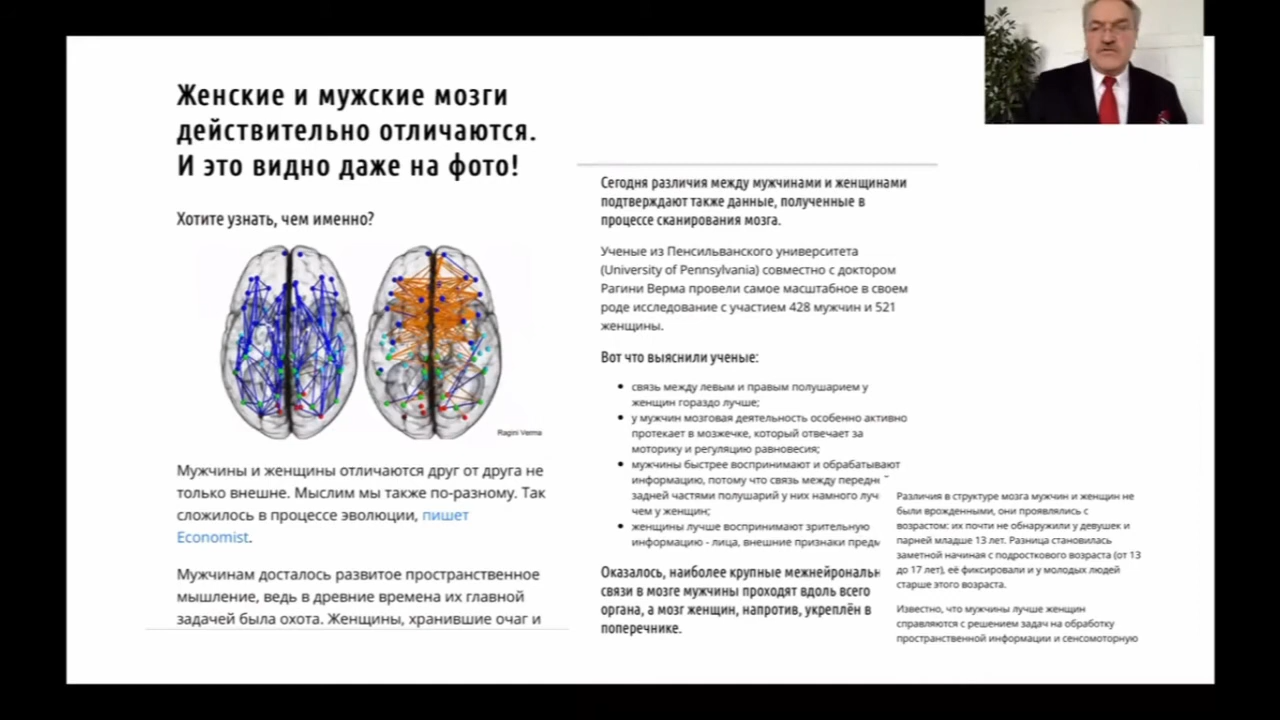 Женские и мужские мозги
действительно отличаются.
И это видно даже на фото!
Хотите узнать, чем именно?
Ragini Verma
Мужчины и женщины отличаются друг от друга не
только внешне. Мыслим мы также по-разному. Так
сложилось в процессе эволюции, пишет
Economist.
Мужчинам досталось развитое пространственное
мышление, ведь в древние времена их главной
задачей была охота. Женщины, хранившие очаг и
Сегодня различия между мужчинами и женщинами
подтверждают также данные, полученные в
процессе сканирования мозга.
Ученые из Пенсильванского университета
(University of Pennsylvania) совместно с доктором
Рагини Верма провели самое масштабное в своем
роде исследование с участием 428 мужчин и 521
женщины.
Вот что выяснили ученые:
• связь между левым и правым полушарием у
женщин гораздо лучше;
• у мужчин мозговая деятельность особенно активно
протекает в мозжечке, который отвечает за
моторику и регуляцию равновесия;
• мужчины быстрее воспринимают и обрабатывают
информацию, потому что связь между передн
задней частями полушарий у них намного луч
чем у женщин;
• женщины лучше воспринимают зрительную
информацию - лица, внешние признаки предм
Оказалось, наиболее крупные межнейрональн
связи в мозге мужчины проходят вдоль всего
органа, а мозг женщин, напротив, укреплён в
поперечнике.
Различия в структуре мозга мужчин и женщин не
были врожденными, они проявлялись с
возрастом: их почти не обнаружили у девушек и
парней младше 13 лет. Разница становилась
заметной начиная с подросткового возраста (от 13
до 17 лет), её фиксировали и у молодых людей
старше этого возраста.
Известно, что мужчины лучше женщин
справляются с решением задач на обработку
пространственной информации и сенсомоторную